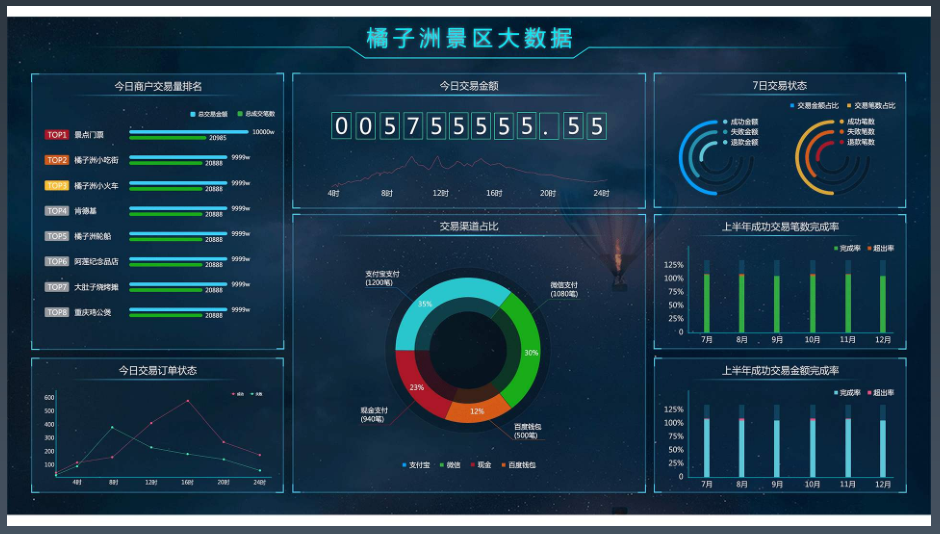 橘子洲景区大数据
今日商户交易量排名
总交易金额 总成交笔数
TOP1 景点门票 10000w
20985
TOP2 橘子洲小吃街 9999w
20888
TOP3 橘子洲小火车 9999w
20888
TOP4 肯德基 9999w
20888
TOP5 橘子洲轮船 9999w
20888
TOP6 阿莲纪念品店 9999w
20888
TOP7 大肚子烧烤摊 9999w
20888
TOP8 重庆鸡公煲 9999w
20888
今日交易订单状态
600
500
400
300
200
100
4时 8时 12时 16时 20时 24时
今日交易金额
0057555555.55
4时 8时 12时 16时 20时 24时
交易渠道占比
支付宝支付
(1200笔)
微信支付
(1080笔)
35%
30%
23%
12%
现金支付
(940笔)
百度钱包
(500笔)
支付宝 微信 现金 百度钱包
7日交易状态
交易金额占比 交易笔数占比
成功金额
失败金额
退款金额
成功笔数
失败笔数
退款笔数
上半年成功交易笔数完成率
完成率 超出率
125%
100%
75%
50%
25%
0
7月 8月 9月 10月 11月 12月
上半年成功交易金额完成率
完成率 超出率
125%
100%
75%
50%
25%
0
7月 8月 9月 10月 11月 12月